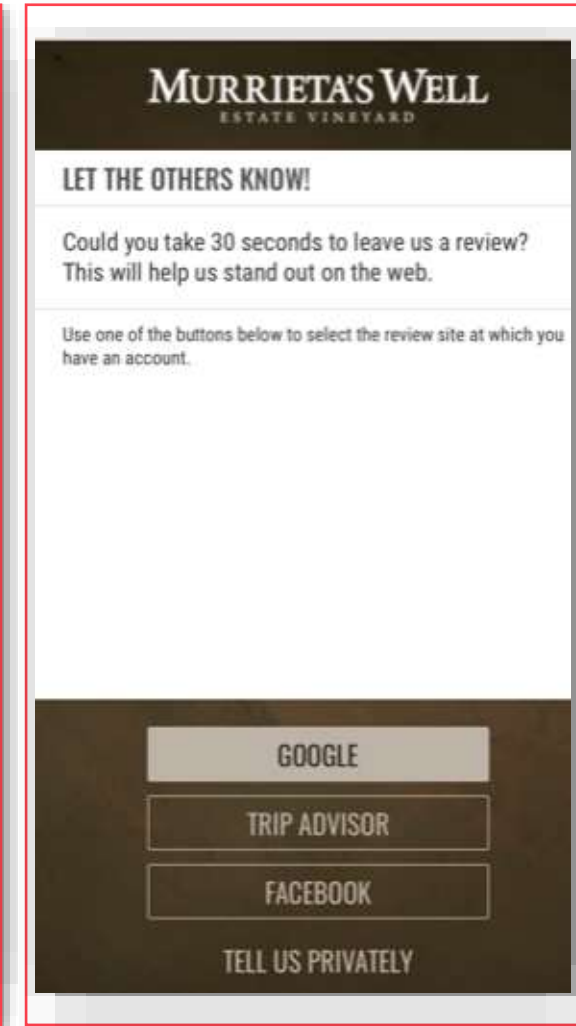 MURRIETA'S WELL
ESTATE VINEYARD
LET THE OTHERS KNOW!
Could you take 30 seconds to leave us a review?
This will help us stand out on the web.
Use one of the buttons below to select the review site at which you
have an account.
GOOGLE
TRIP ADVISOR
FACEBOOK
TELL US PRIVATELY